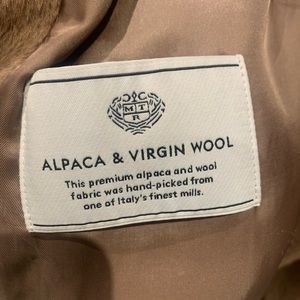 MTR
ALPACA & VIRGIN WOOL
This premium alpaca and wool
fabric was hand-picked from
one of Italy's finest mills.